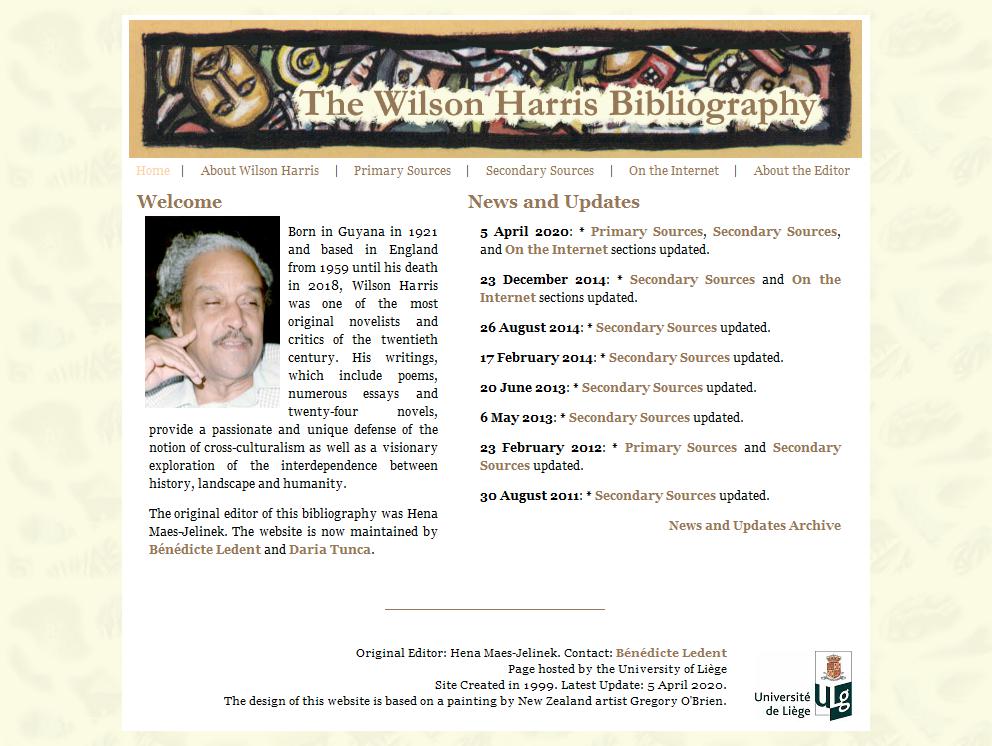 The Wilson Harris Bibliography
Home | About Wilson Harris | Primary Sources | Secondary Sources | On the Internet | About the Editor
Welcome
Born in Guyana in 1921
and based in England
from 1959 until his death
in 2018, Wilson Harris
was one of the most
original novelists and
critics of the twentieth
century. His writings,
which include poems,
numerous essays and
twenty-four novels,
provide a passionate and unique defense of the
notion of cross-culturalism as well as a visionary
exploration of the interdependence between
history, landscape and humanity.
The original editor of this bibliography was Hena
Maes-Jelinek. The website is now maintained by
Bénédicte Ledent and Daria Tunca.
News and Updates
5 April 2020: * Primary Sources, Secondary Sources,
and On the Internet sections updated.
23 December 2014: * Secondary Sources and On the
Internet sections updated.
26 August 2014: * Secondary Sources updated.
17 February 2014: * Secondary Sources updated.
20 June 2013: * Secondary Sources updated.
6 May 2013: * Secondary Sources updated.
23 February 2012: * Primary Sources and Secondary
Sources updated.
30 August 2011: * Secondary Sources updated.
News and Updates Archive
Original Editor: Hena Maes-Jelinek. Contact: Bénédicte Ledent
Page hosted by the University of Liège
Site Created in 1999. Latest Update: 5 April 2020.
The design of this website is based on a painting by New Zealand artist Gregory O'Brien.
Université
de Liège
ulg